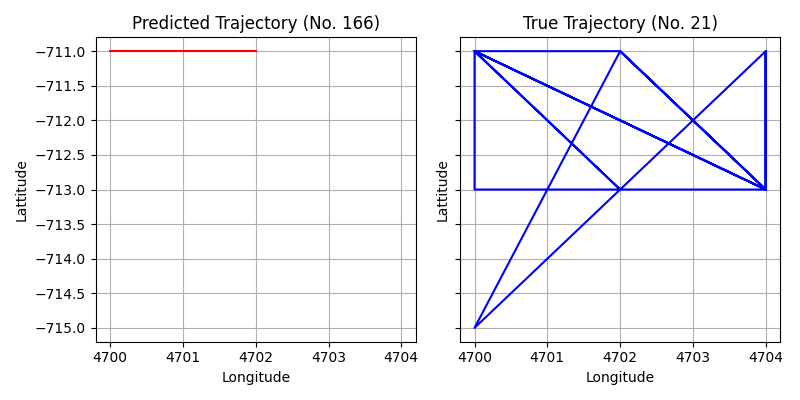 Predicted Trajectory (No. 166)
True Trajectory (No. 21)
−711.0
−711.5
−712.0
−712.5
−713.0
−713.5
−714.0
−714.5
−715.0
Lattitude
Lattitude
4700 4701 4702 4703 4704
4700 4701 4702 4703 4704
Longitude
Longitude